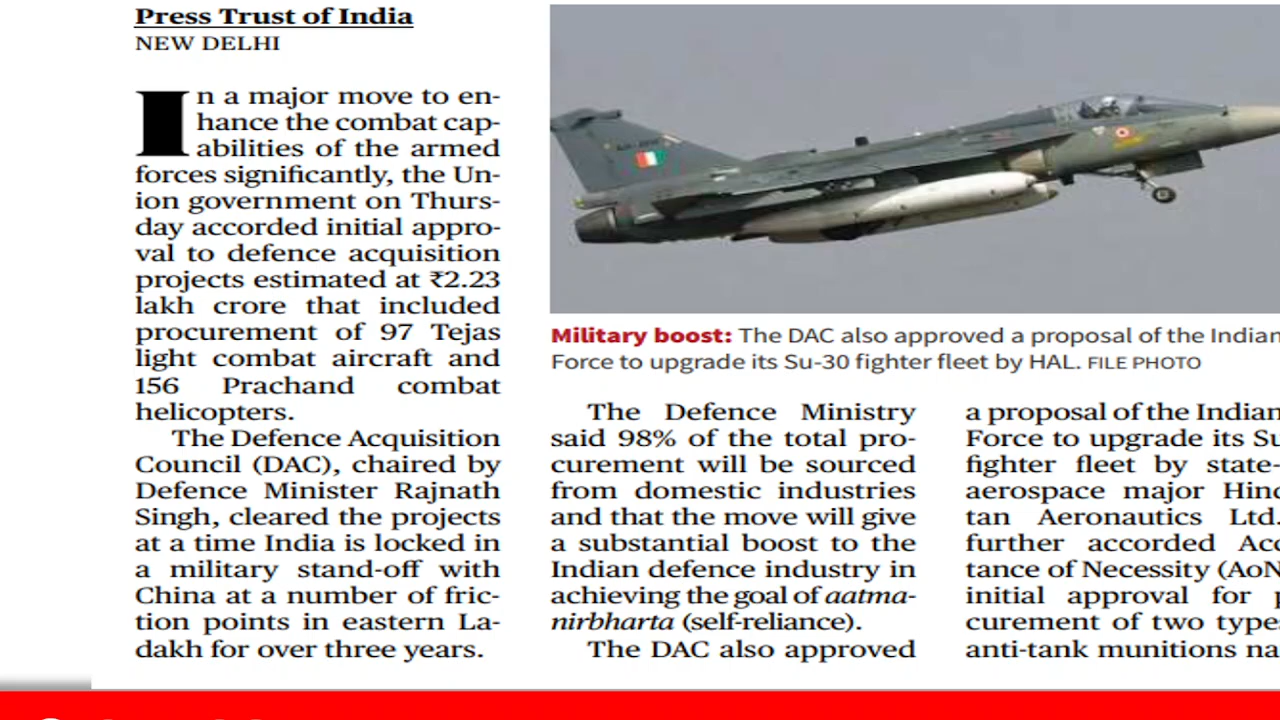 Press Trust of India
NEW DELHI
In a major move to en-
hance the combat cap-
abilities of the armed
forces significantly, the Un-
ion government on Thurs-
day accorded initial appro-
val to defence acquisition
projects estimated at ₹2.23
lakh crore that included
procurement of 97 Tejas
light combat aircraft and
156 Prachand combat
helicopters.
The Defence Acquisition
Council (DAC), chaired by
Defence Minister Rajnath
Singh, cleared the projects
at a time India is locked in
a military stand-off with
China at a number of fric-
tion points in eastern La-
dakh for over three years.
Military boost: The DAC also approved a proposal of the Indian
Force to upgrade its Su-30 fighter fleet by HAL. FILE PHOTO
The Defence Ministry
said 98% of the total pro-
curement will be sourced
from domestic industries
and that the move will give
a substantial boost to the
Indian defence industry in
achieving the goal of aatma-
nirbharta (self-reliance).
The DAC also approved
a proposal of the Indian
Force to upgrade its Su
fighter fleet by state-
aerospace major Hind
tan Aeronautics Ltd.
further accorded Acc
tance of Necessity (AoN
initial approval for p
curement of two types
anti-tank munitions na